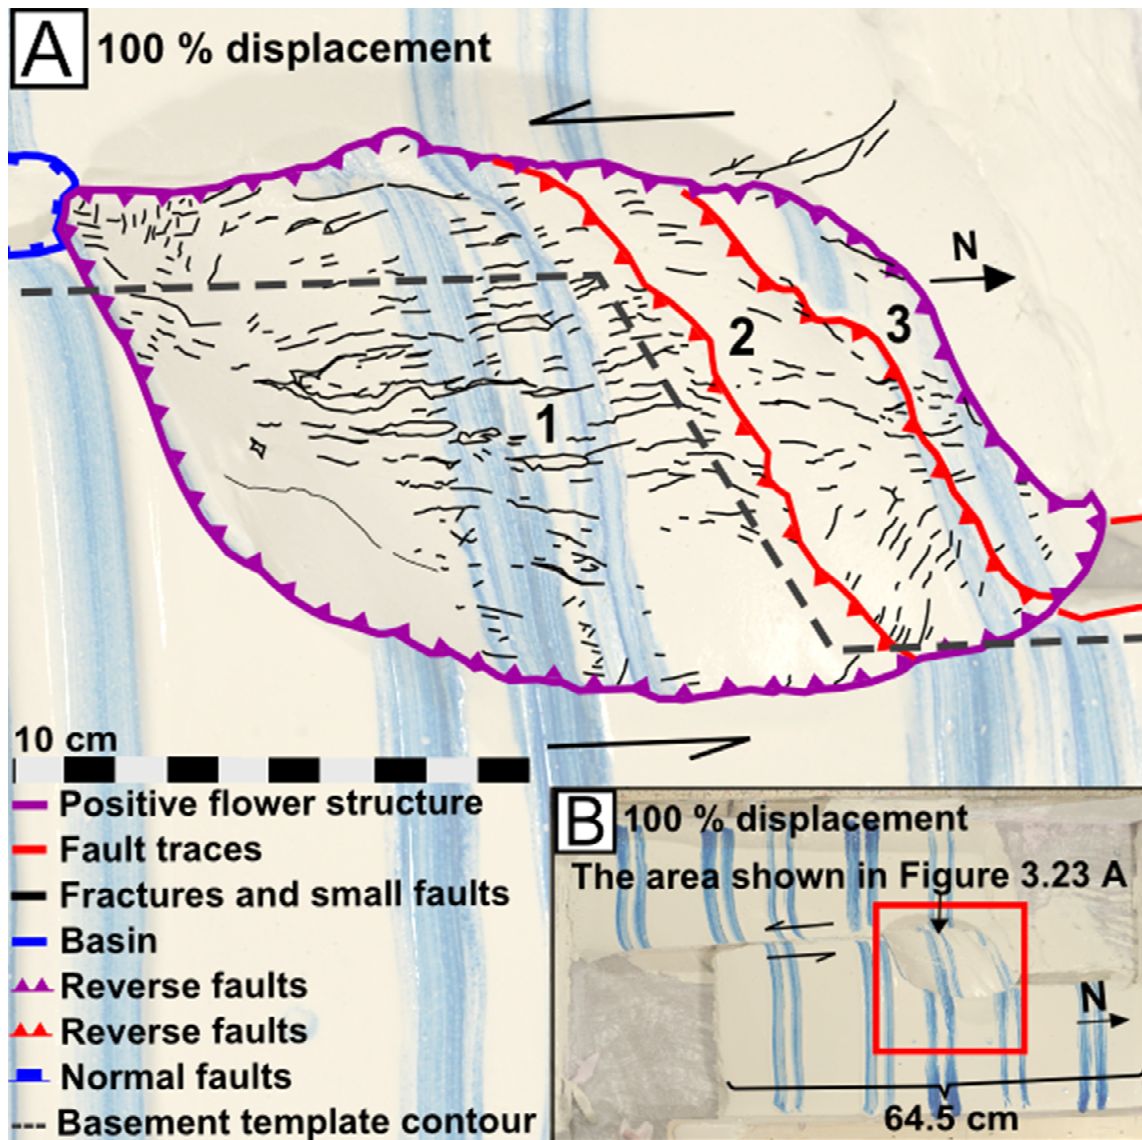 A 100 % displacement
N
2
3
1
10 cm
Positive flower structure
Fault traces
Fractures and small faults
Basin
Reverse faults
Reverse faults
Normal faults
Basement template contour
B 100 % displacement
The area shown in Figure 3.23 A
N
64.5 cm